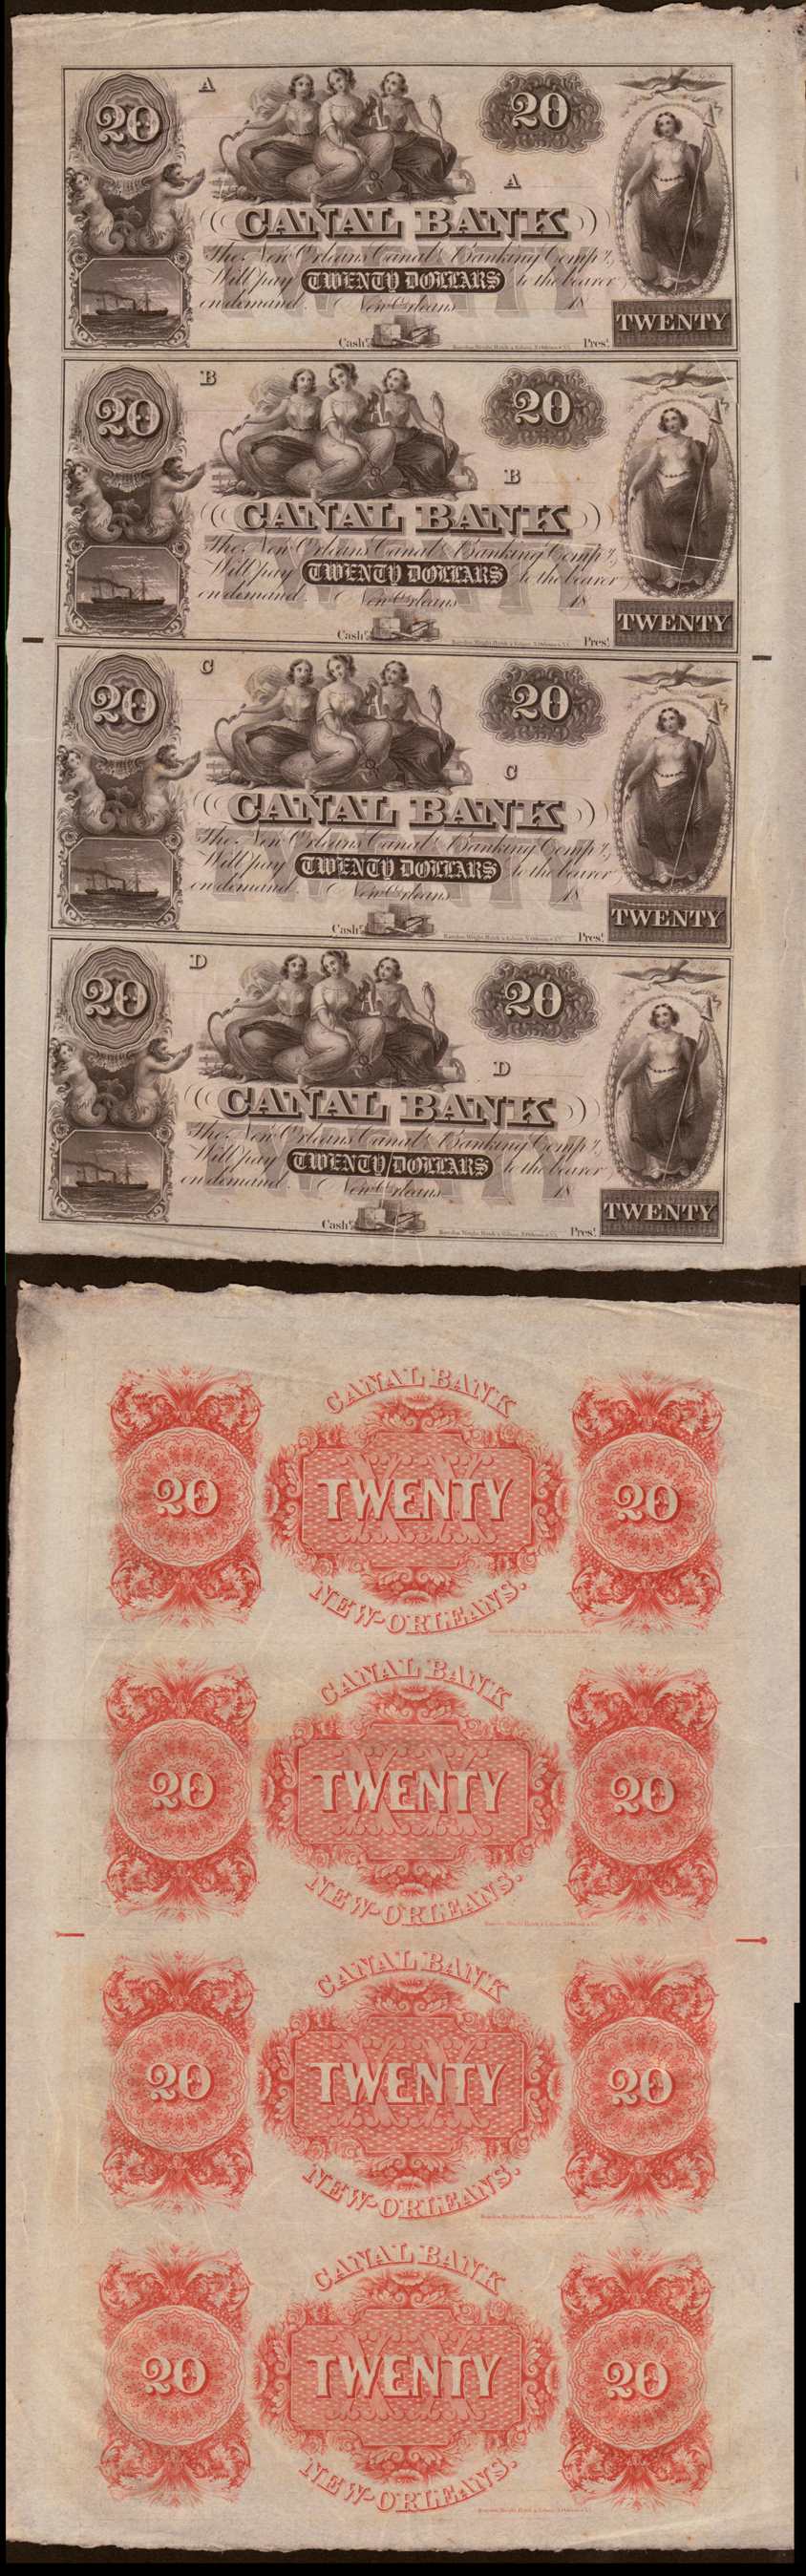 20 A 20
A
CANAL BANK
The New Orleans Canal & Banking Comp.y,
Will pay TWENTY DOLLARS to the bearer
on demand. New Orleans 18
Cash.r Pres.t TWENTY
20 B 20
B
CANAL BANK
The New Orleans Canal & Banking Comp.y,
Will pay TWENTY DOLLARS to the bearer
on demand. New Orleans 18
Cash.r Pres.t TWENTY
20 C 20
C
CANAL BANK
The New Orleans Canal & Banking Comp.y,
Will pay TWENTY DOLLARS to the bearer
on demand. New Orleans 18
Cash.r Pres.t TWENTY
20 D 20
D
CANAL BANK
The New Orleans Canal & Banking Comp.y,
Will pay TWENTY DOLLARS to the bearer
on demand. New Orleans 18
Cash.r Pres.t TWENTY
CANAL BANK
20 TWENTY 20
NEW-ORLEANS.
CANAL BANK
20 TWENTY 20
NEW-ORLEANS.
CANAL BANK
20 TWENTY 20
NEW-ORLEANS.
CANAL BANK
20 TWENTY 20
NEW-ORLEANS.